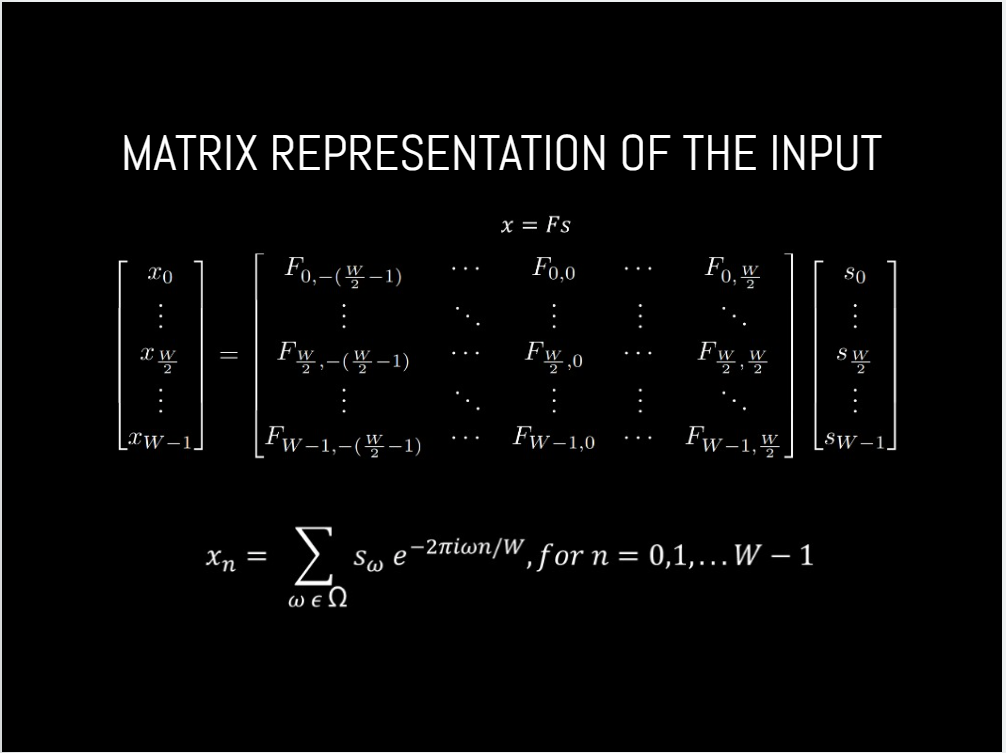 MATRIX REPRESENTATION OF THE INPUT
x = Fs
x_0 F_{0,-(W/2-1)} ⋯ F_{0,0} ⋯ F_{0,W/2} s_0
⋮ ⋮ ⋱ ⋮ ⋮ ⋱ ⋮
x_{W/2} = F_{W/2,-(W/2-1)} ⋯ F_{W/2,0} ⋯ F_{W/2,W/2} s_{W/2}
⋮ ⋮ ⋱ ⋮ ⋮ ⋱ ⋮
x_{W-1} F_{W-1,-(W/2-1)} ⋯ F_{W-1,0} ⋯ F_{W-1,W/2} s_{W-1}
x_n = ∑_{ω ϵ Ω} s_ω e^{-2πiωn/W}, for n = 0,1,… W − 1